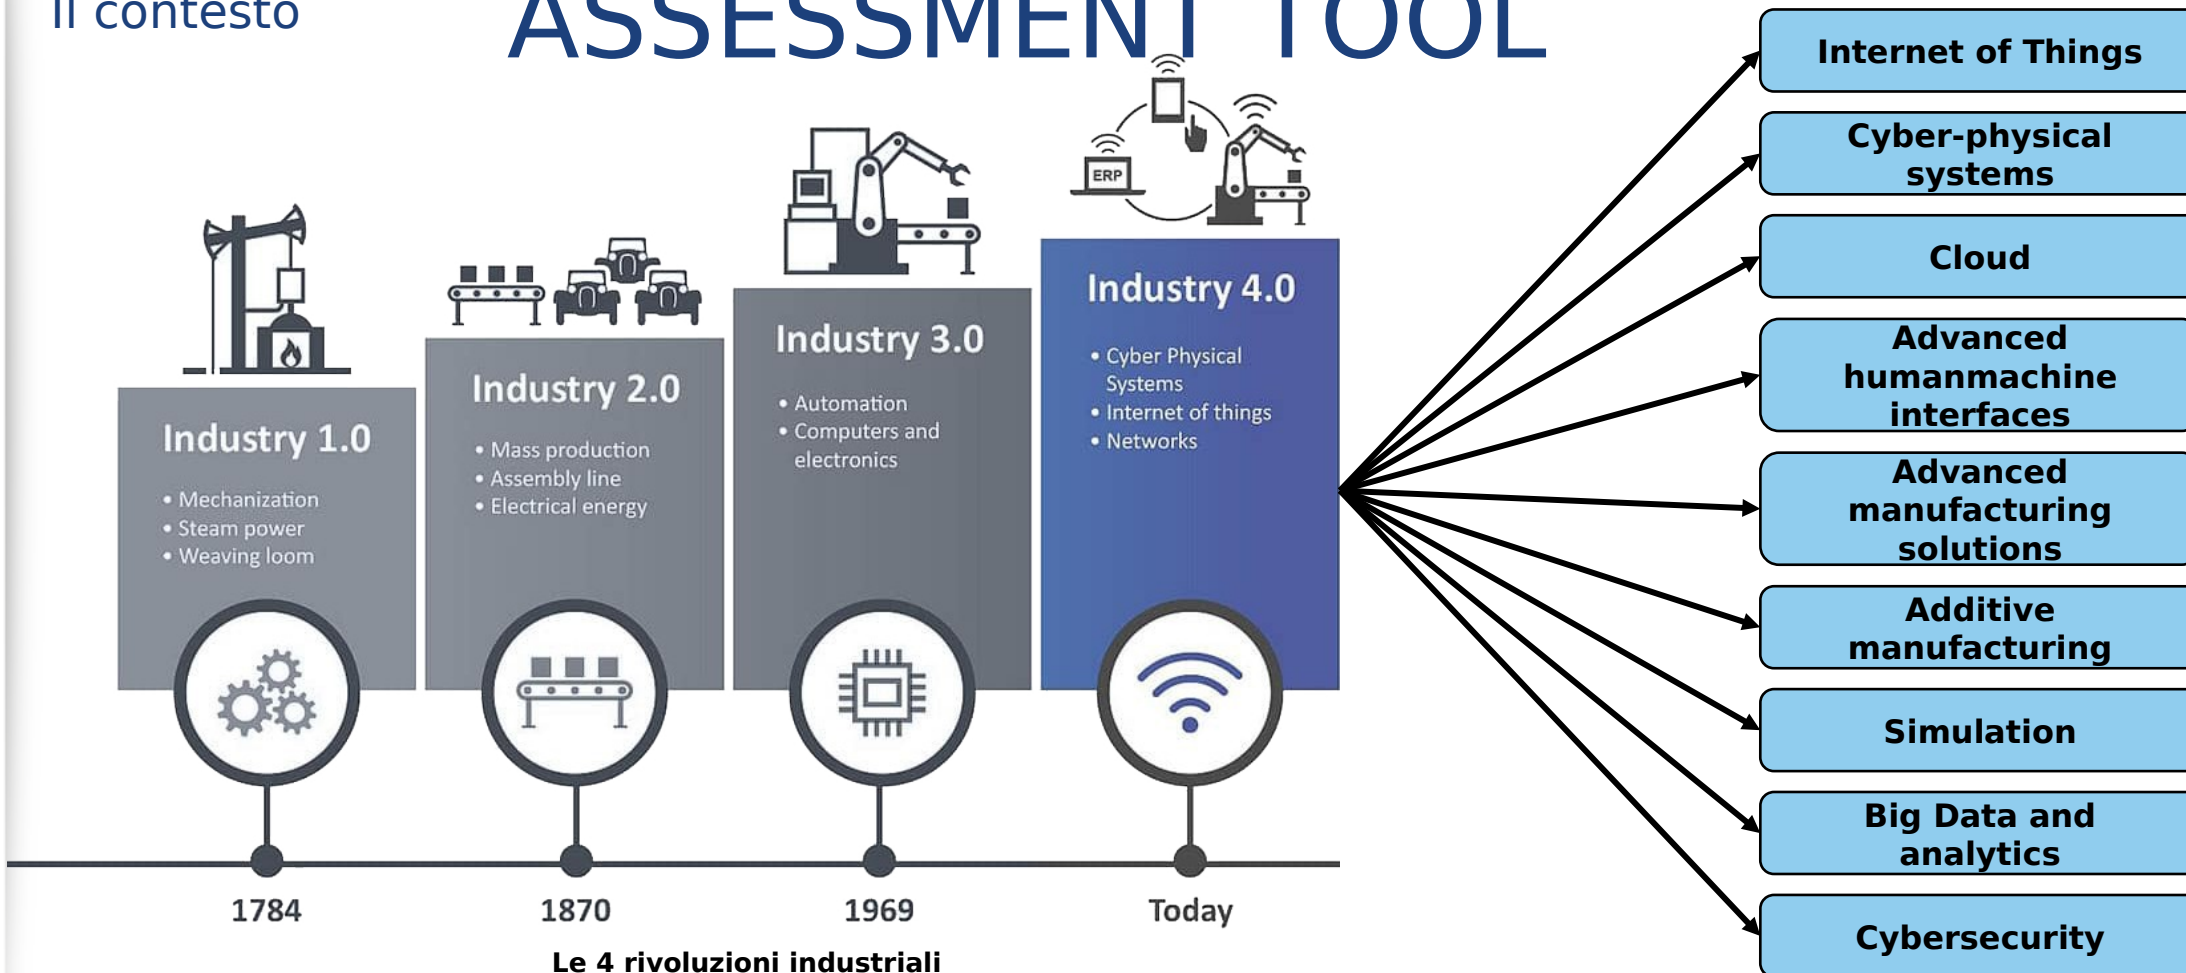 Il contesto
ASSESSMENT TOOL
ERP
Industry 1.0
• Mechanization
• Steam power
• Weaving loom
Industry 2.0
• Mass production
• Assembly line
• Electrical energy
Industry 3.0
• Automation
• Computers and
electronics
Industry 4.0
• Cyber Physical
Systems
• Internet of things
• Networks
1784
1870
1969
Today
Le 4 rivoluzioni industriali
Internet of Things
Cyber-physical
systems
Cloud
Advanced
humanmachine
interfaces
Advanced
manufacturing
solutions
Additive
manufacturing
Simulation
Big Data and
analytics
Cybersecurity